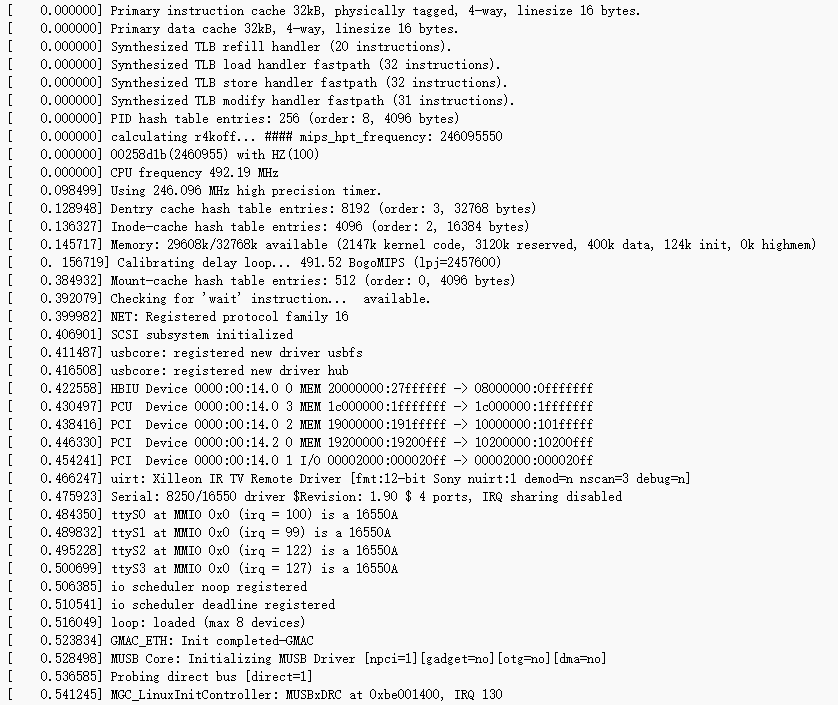 [    0.000000] Primary instruction cache 32kB, physically tagged, 4-way, linesize 16 bytes.
[    0.000000] Primary data cache 32kB, 4-way, linesize 16 bytes.
[    0.000000] Synthesized TLB refill handler (20 instructions).
[    0.000000] Synthesized TLB load handler fastpath (32 instructions).
[    0.000000] Synthesized TLB store handler fastpath (32 instructions).
[    0.000000] Synthesized TLB modify handler fastpath (31 instructions).
[    0.000000] PID hash table entries: 256 (order: 8, 4096 bytes)
[    0.000000] calculating r4koff... #### mips_hpt_frequency: 246095550
[    0.000000] 00258d1b(2460955) with HZ(100)
[    0.000000] CPU frequency 492.19 MHz
[    0.098499] Using 246.096 MHz high precision timer.
[    0.128948] Dentry cache hash table entries: 8192 (order: 3, 32768 bytes)
[    0.136327] Inode-cache hash table entries: 4096 (order: 2, 16384 bytes)
[    0.145717] Memory: 29608k/32768k available (2147k kernel code, 3120k reserved, 400k data, 124k init, 0k highmem)
[    0. 156719] Calibrating delay loop... 491.52 BogoMIPS (lpj=2457600)
[    0.384932] Mount-cache hash table entries: 512 (order: 0, 4096 bytes)
[    0.392079] Checking for 'wait' instruction...  available.
[    0.399982] NET: Registered protocol family 16
[    0.406901] SCSI subsystem initialized
[    0.411487] usbcore: registered new driver usbfs
[    0.416508] usbcore: registered new driver hub
[    0.422558] HBIU Device 0000:00:14.0 0 MEM 20000000:27ffffff -> 08000000:0fffffff
[    0.430497] PCU  Device 0000:00:14.0 3 MEM 1c000000:1fffffff -> 1c000000:1fffffff
[    0.438416] PCI  Device 0000:00:14.0 2 MEM 19000000:191fffff -> 10000000:101fffff
[    0.446330] PCI  Device 0000:00:14.2 0 MEM 19200000:19200fff -> 10200000:10200fff
[    0.454241] PCI  Device 0000:00:14.0 1 I/O 00002000:000020ff -> 00002000:000020ff
[    0.466247] uirt: Xilleon IR TV Remote Driver [fmt:12-bit Sony nuirt:1 demod=n nscan=3 debug=n]
[    0.475923] Serial: 8250/16550 driver $Revision: 1.90 $ 4 ports, IRQ sharing disabled
[    0.484350] ttyS0 at MMIO 0x0 (irq = 100) is a 16550A
[    0.489832] ttyS1 at MMIO 0x0 (irq = 99) is a 16550A
[    0.495228] ttyS2 at MMIO 0x0 (irq = 122) is a 16550A
[    0.500699] ttyS3 at MMIO 0x0 (irq = 127) is a 16550A
[    0.506385] io scheduler noop registered
[    0.510541] io scheduler deadline registered
[    0.516049] loop: loaded (max 8 devices)
[    0.523834] GMAC_ETH: Init completed-GMAC
[    0.528498] MUSB Core: Initializing MUSB Driver [npci=1][gadget=no][otg=no][dma=no]
[    0.536585] Probing direct bus [direct=1]
[    0.541245] MGC_LinuxInitController: MUSBxDRC at 0xbe001400, IRQ 130